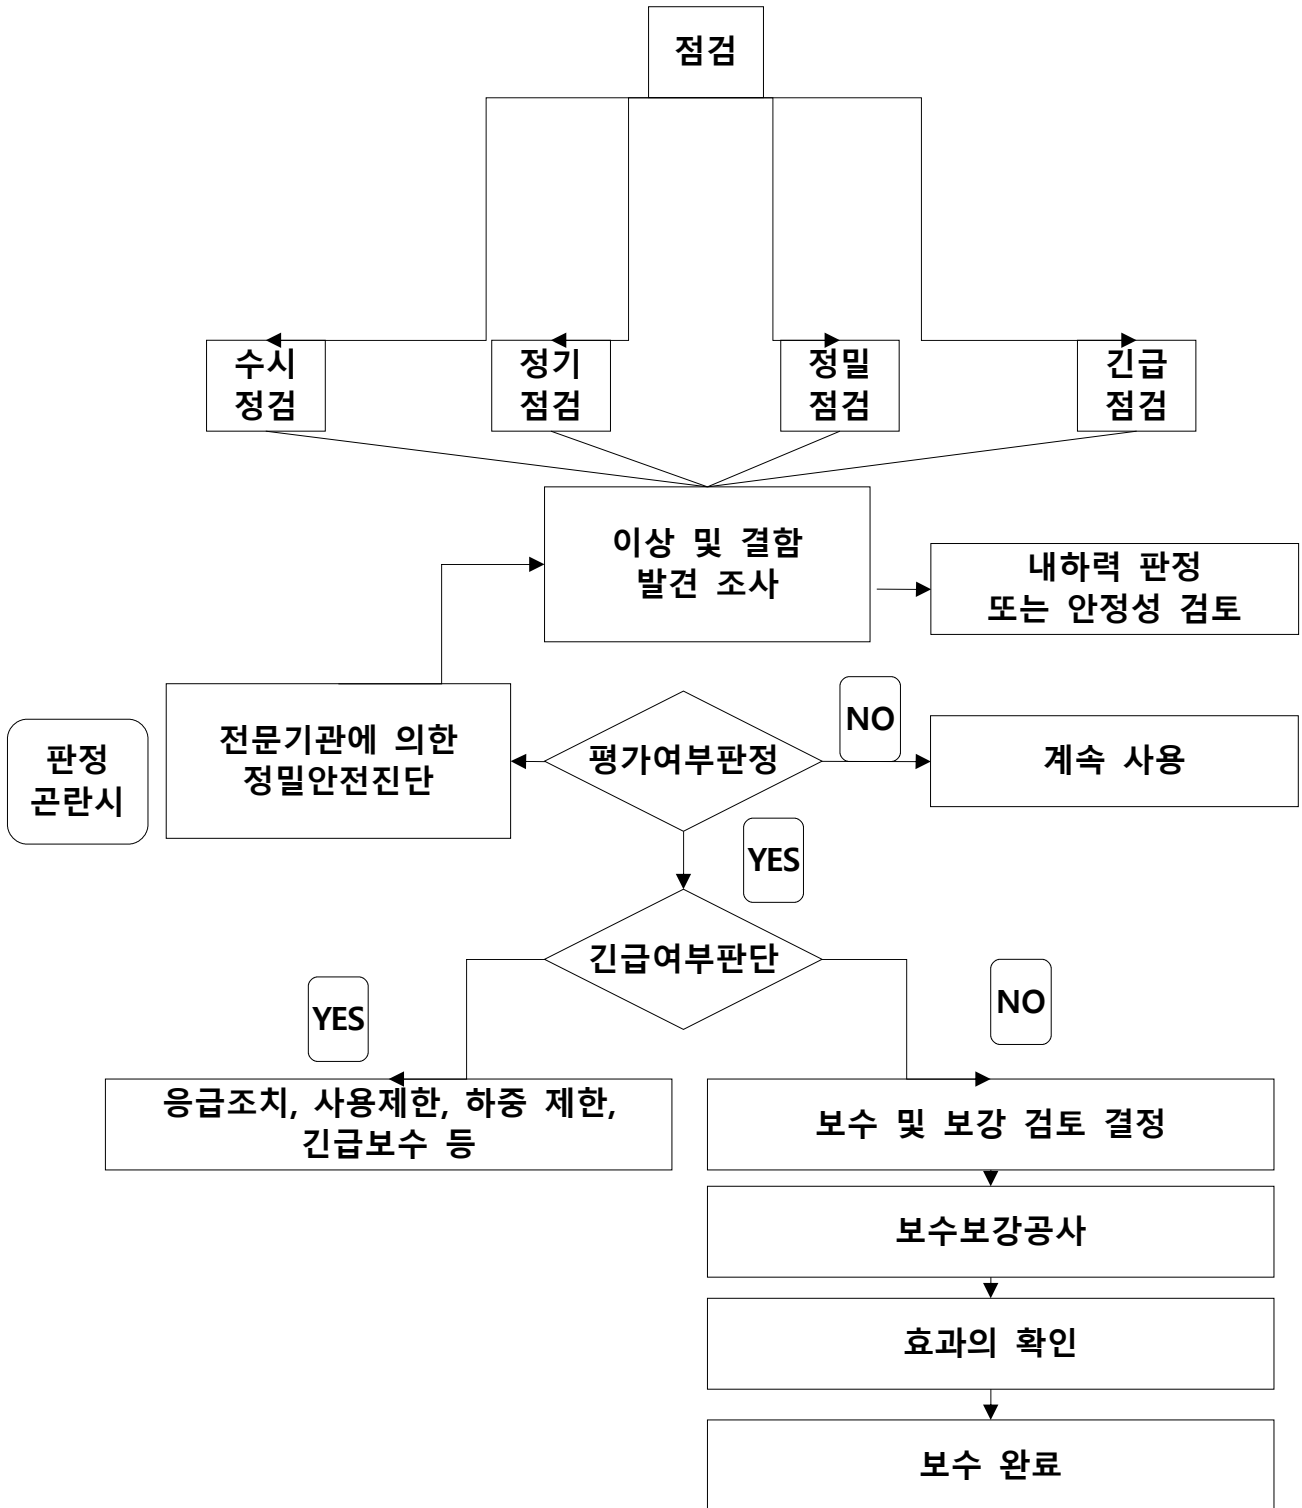 점검
수시
정검
정기
점검
정밀
점검
긴급
점검
이상 및 결함
발견 조사
내하력 판정
또는 안정성 검토
판정
곤란시
전문기관에 의한
정밀안전진단
평가여부판정
NO
계속 사용
YES
긴급여부판단
YES
NO
응급조치, 사용제한, 하중 제한,
긴급보수 등
보수 및 보강 검토 결정
보수보강공사
효과의 확인
보수 완료